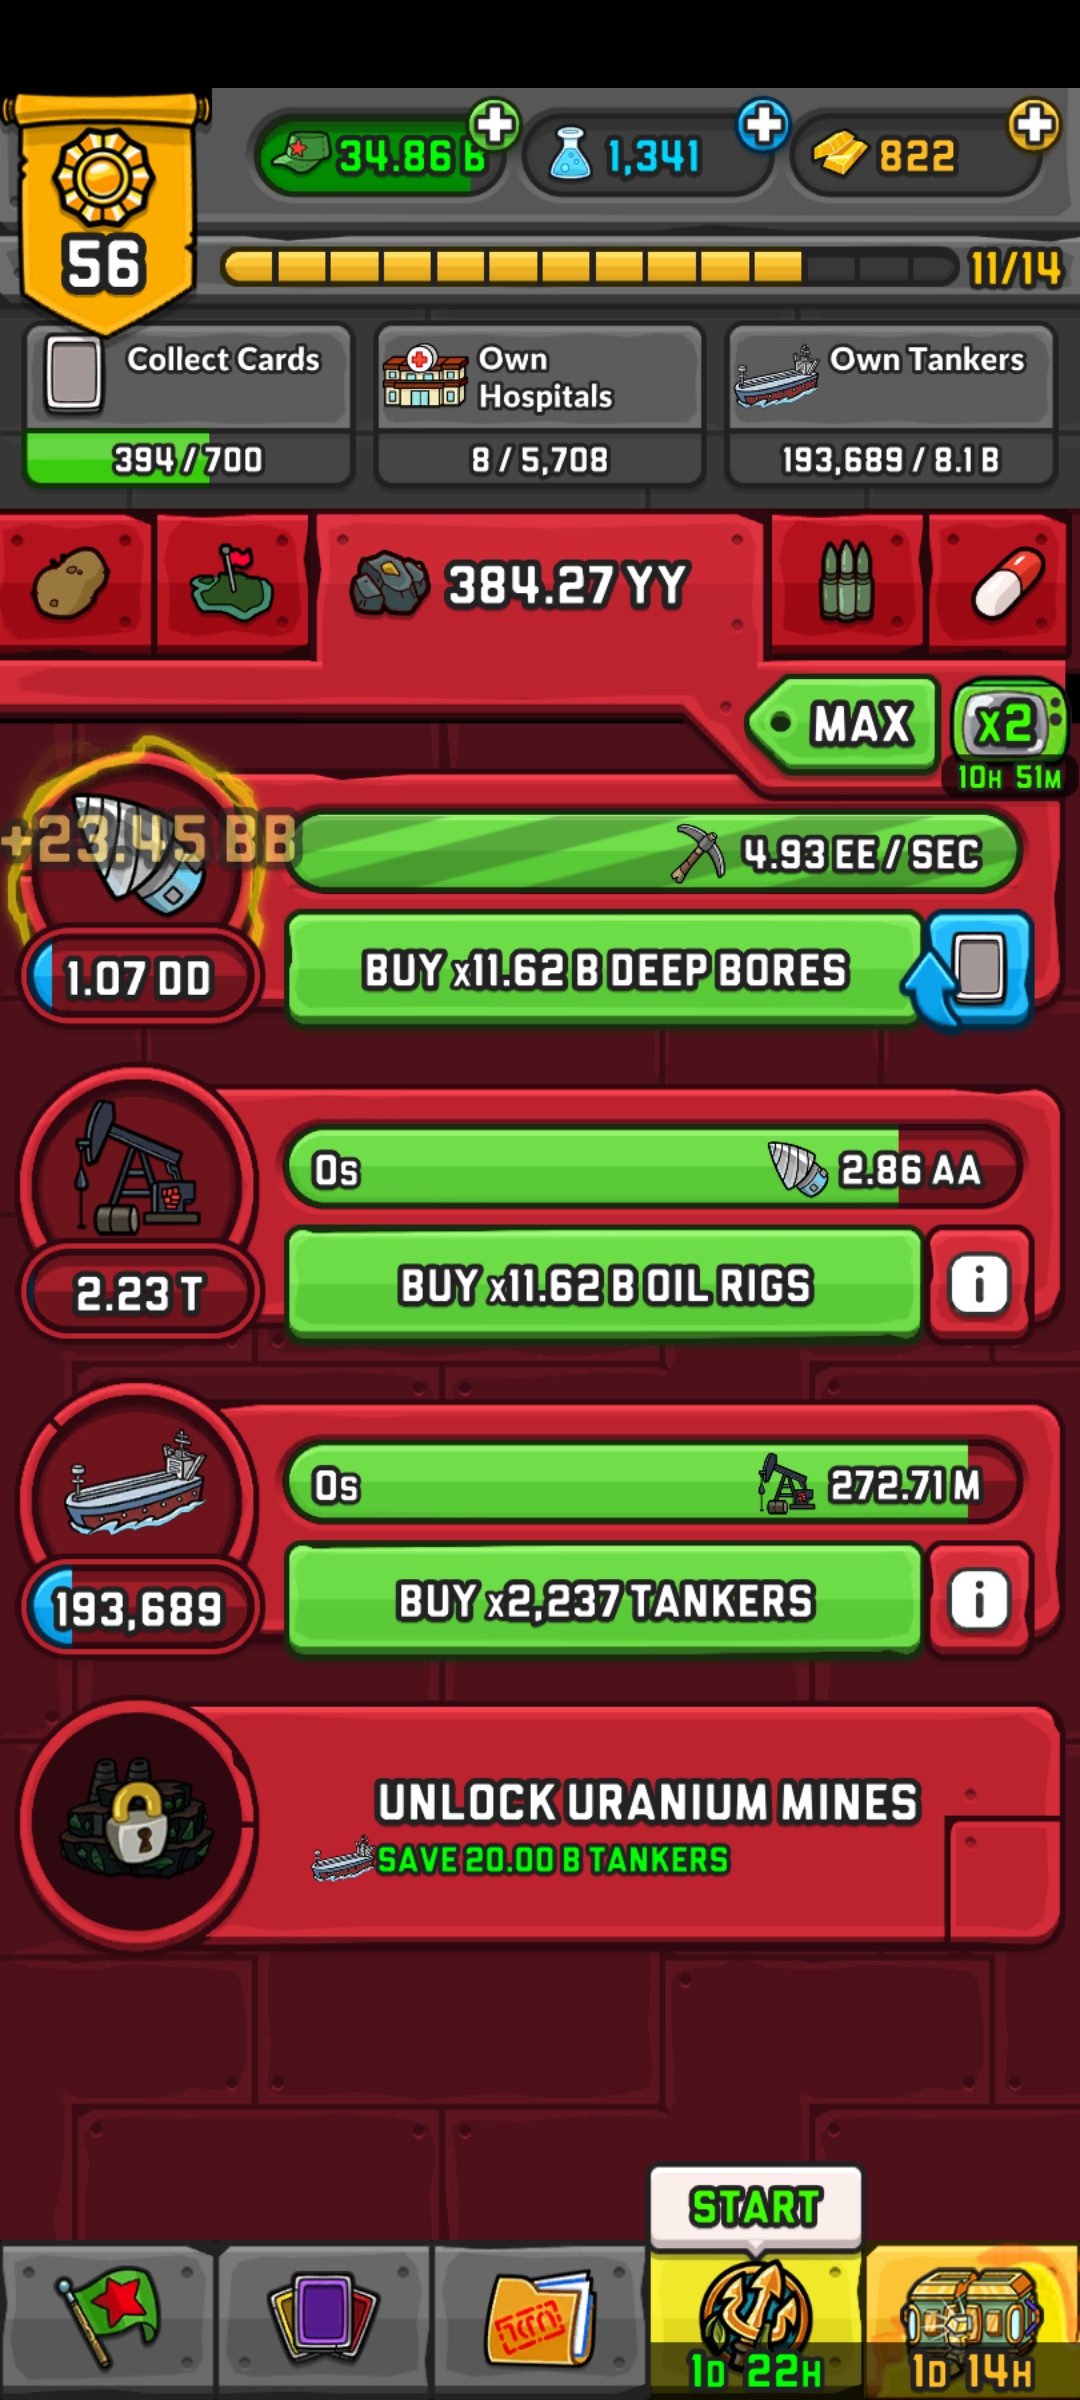 34.86 B
1,341
822
56
11/14
Collect Cards
394/700
Own
Hospitals
8/5,708
Own Tankers
193,689/8.1 B
384.27 YY
MAX
x2
10H 51M
+23.45 BB
4.93 EE/SEC
1.07 DD
BUY x11.62 B DEEP BORES
0s
2.86 AA
2.23 T
BUY x11.62 B OIL RIGS
0s
272.71 M
193,689
BUY x2,237 TANKERS
UNLOCK URANIUM MINES
SAVE 20.00 B TANKERS
START
1D 22H
1D 14H